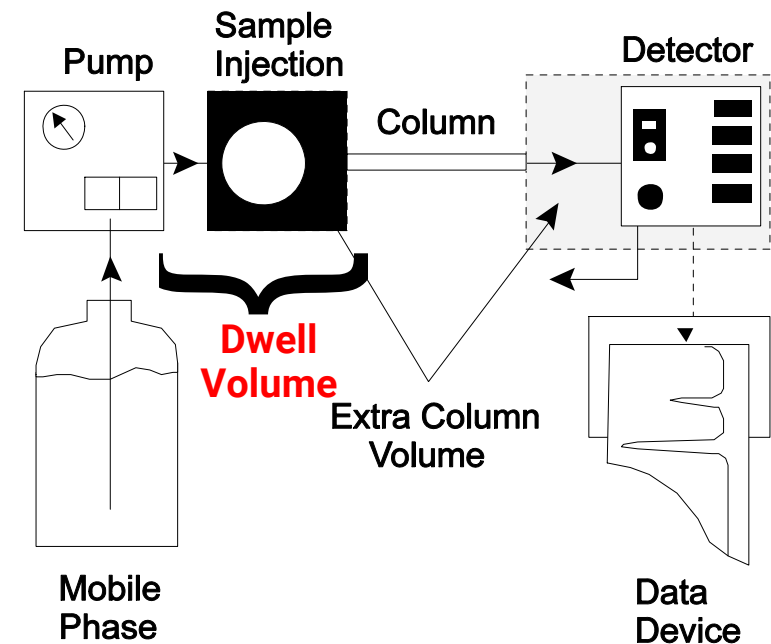 Sample
Injection
Pump
Detector
Column
Dwell
Volume
Extra Column
Volume
Mobile
Phase
Data
Device